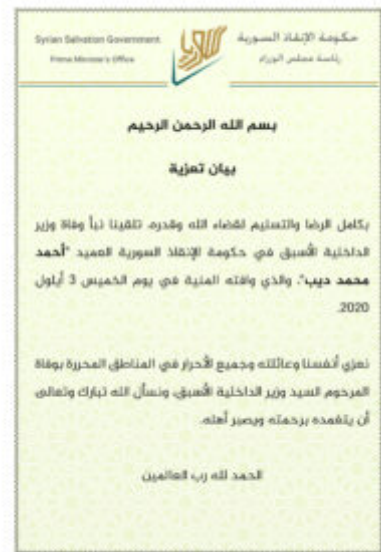 Syrian Salvation Government
حكومة الإنقاذ السورية
Prime Minister's Office
رئاسة مجلس الوزراء
بسم الله الرحمن الرحيم
بيان تعزية
بكامل الرضا والتسليم لقضاء الله وقدره، تلقينا نبأ وفاة وزير
الداخلية الأسبق في حكومة الإنقاذ السورية العميد "أحمد
محمد ديب"، والذي وافته المنية في يوم الخميس 3 أيلول
2020.
نعزي أنفسنا وعائلته وجميع الأحرار في المناطق المحررة بوفاة
المرحوم السيد وزير الداخلية الأسبق، ونسأل الله تبارك وتعالى
أن يتغمده برحمته ويصبر أهله.
الحمد لله رب العالمين